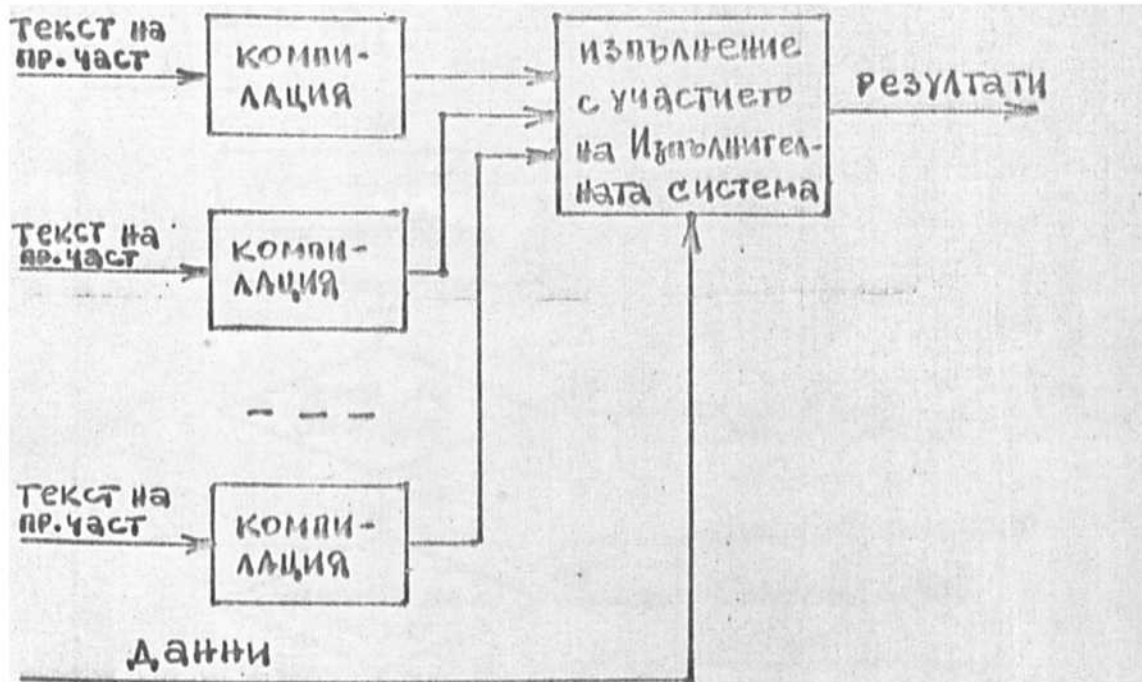 текст на
пр. част
компи-
лация
изпълнение
с участието
на Изпълнител-
ната система
резултати
текст на
пр. част
компи-
лация
текст на
пр. част
компи-
лация
Данни